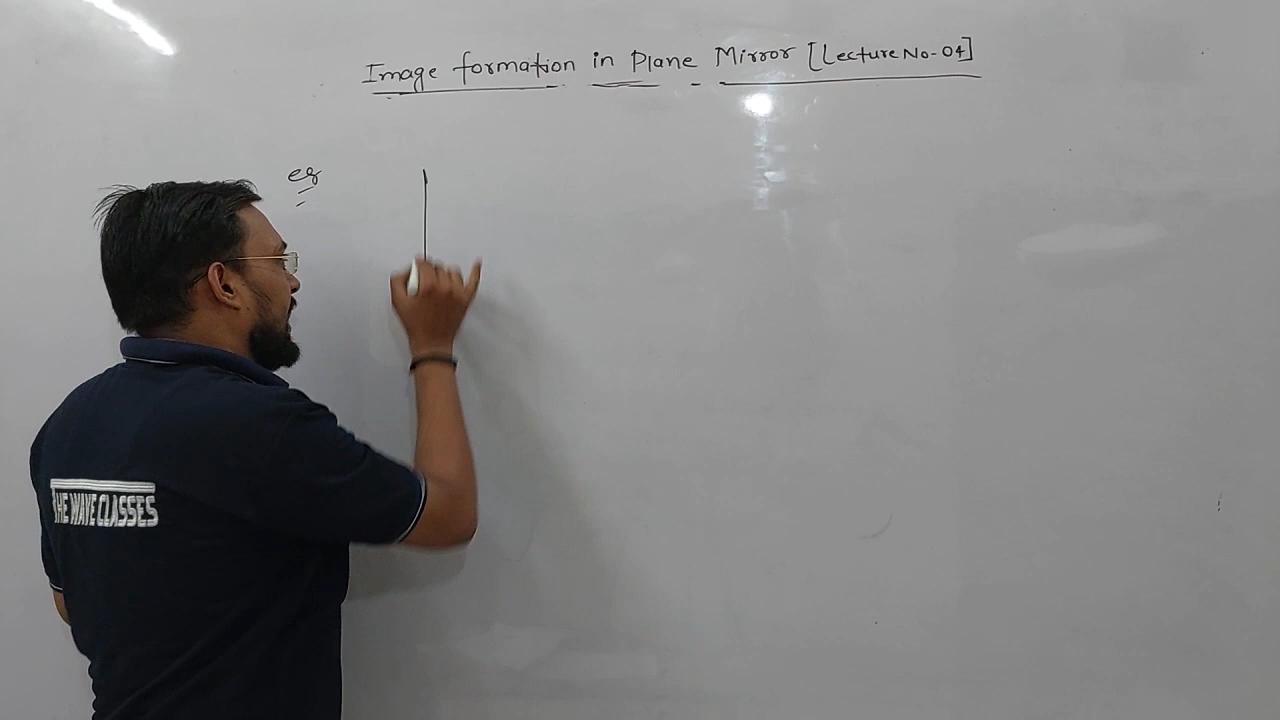 Image formation in Plane Mirror [Lecture No-04]
eg
THE WAVE CLASSES